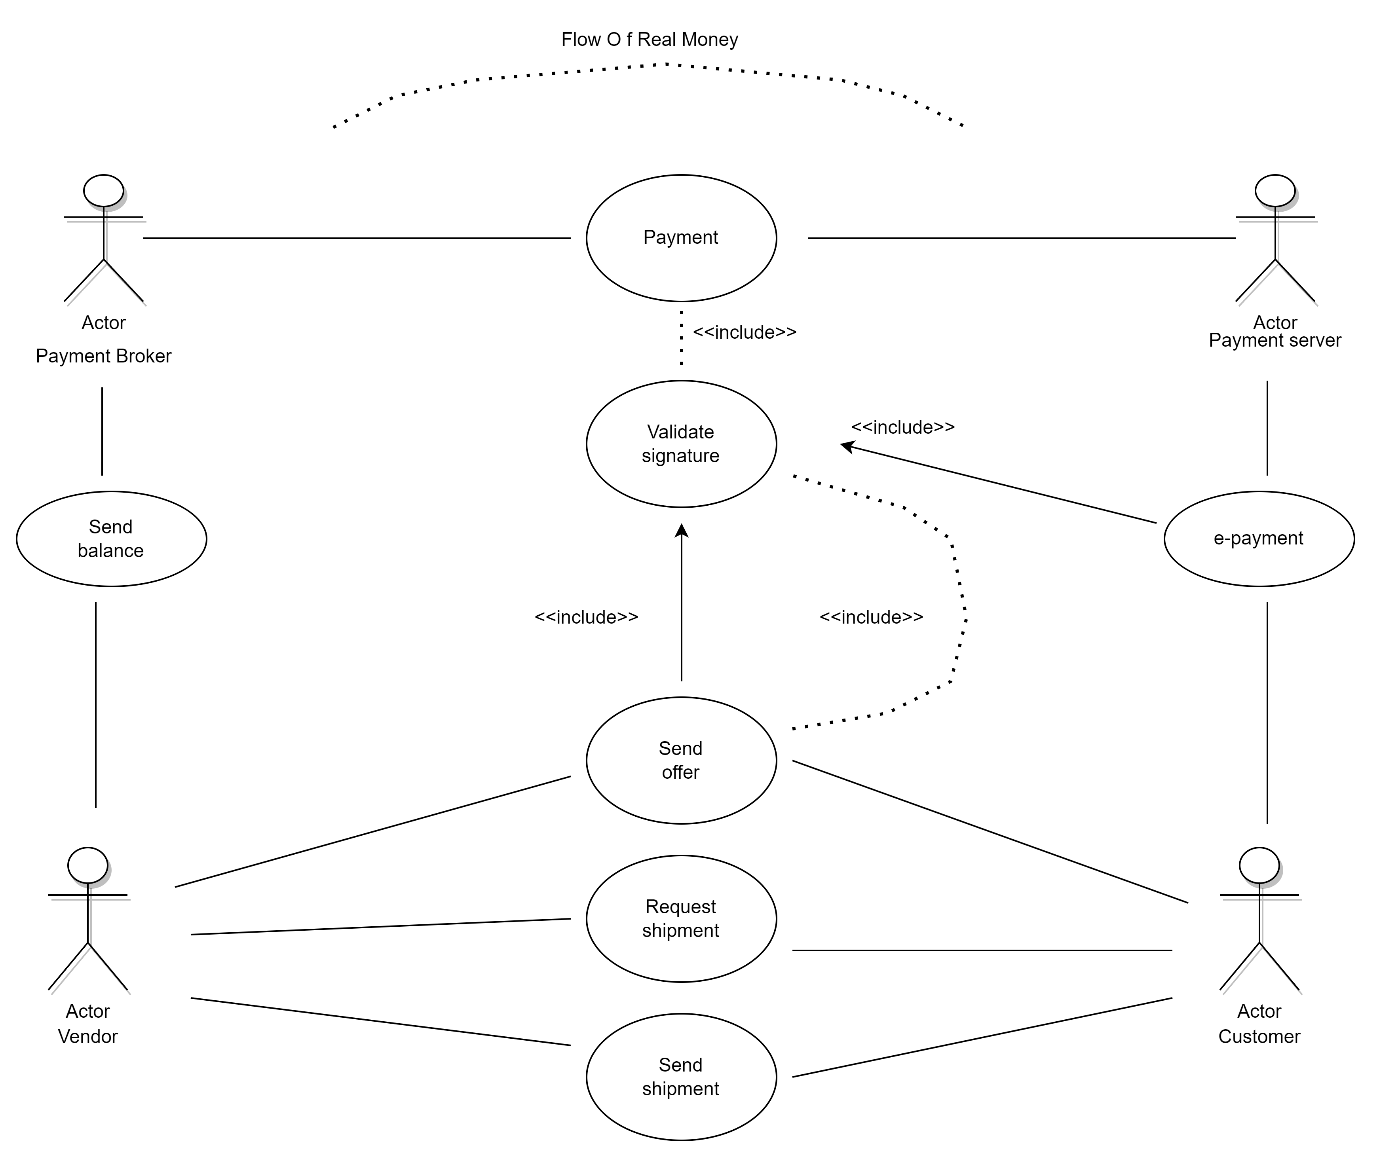 Flow O f Real Money
Payment
Actor
Payment Broker
<<include>>
Actor
Payment server
Validate
signature
<<include>>
Send
balance
e-payment
<<include>>
<<include>>
Send
offer
Request
shipment
Actor
Vendor
Actor
Customer
Send
shipment